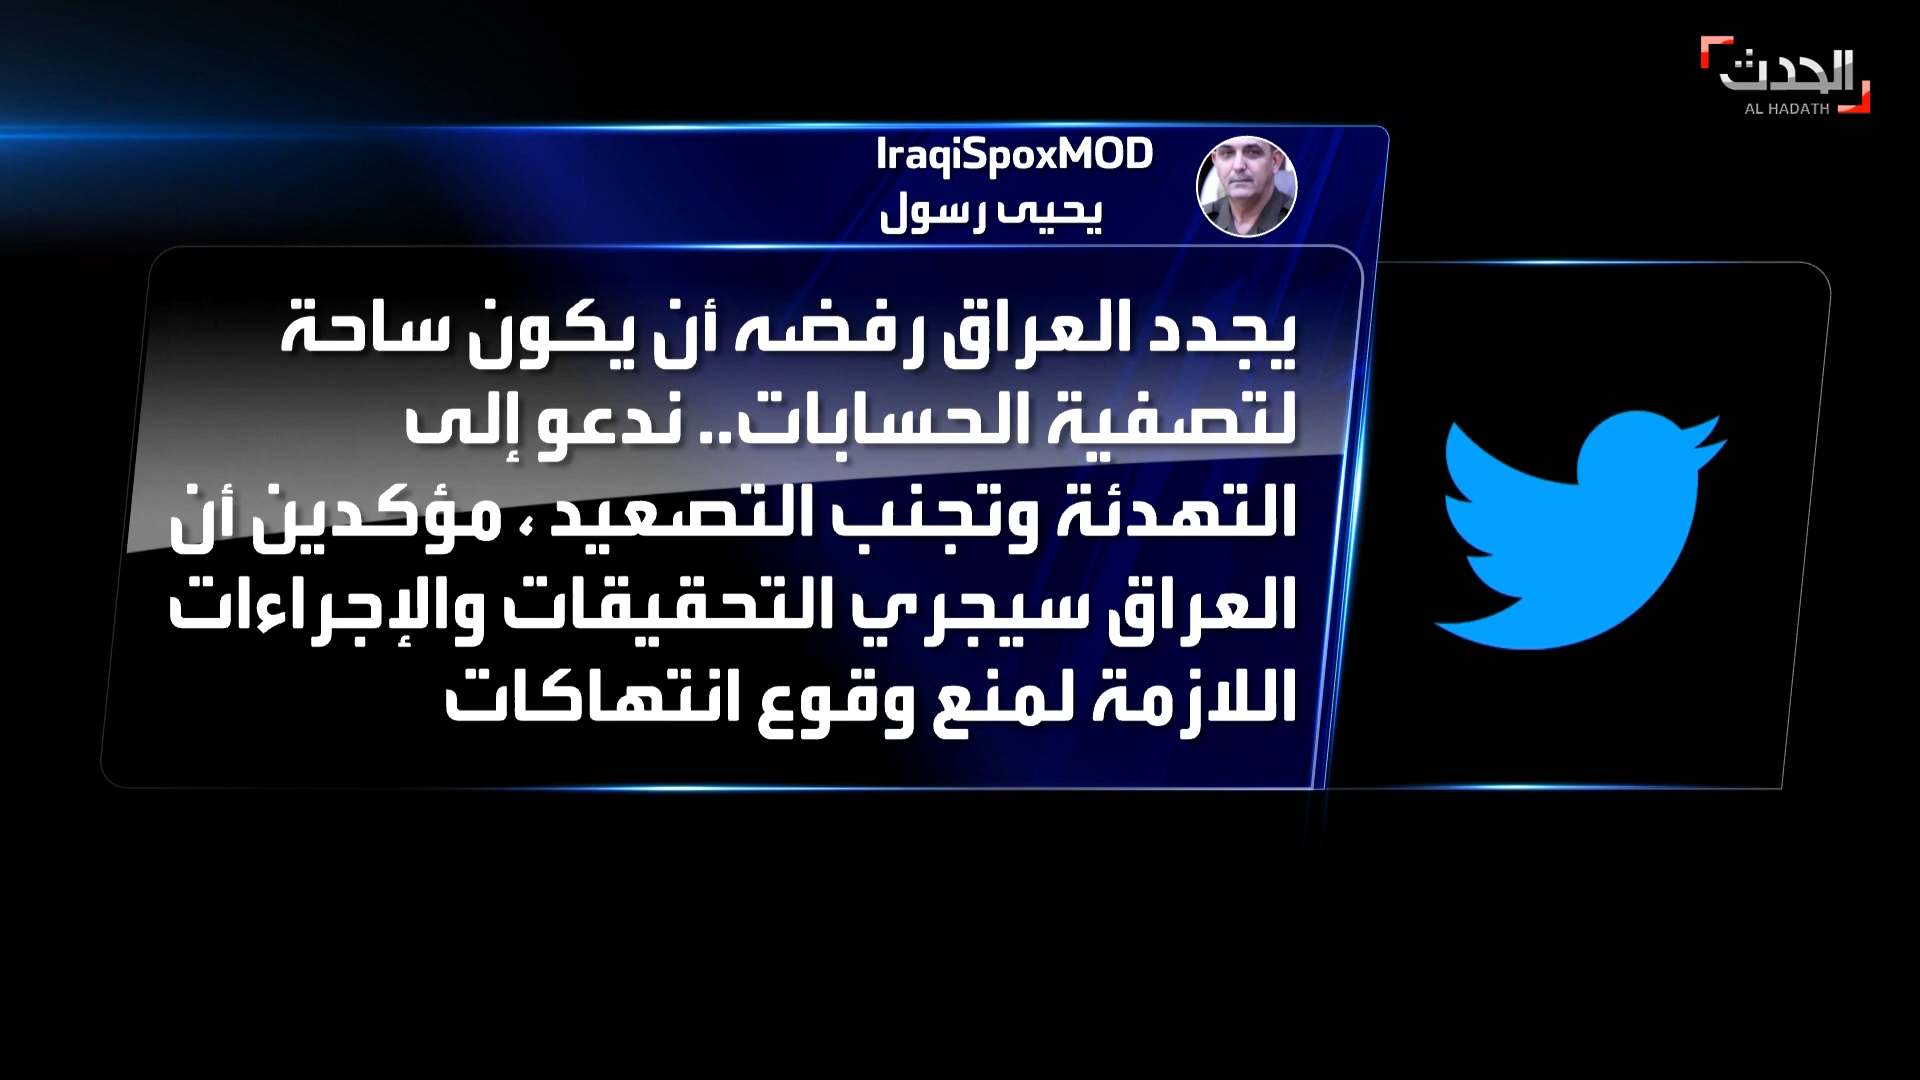 الحدث
AL HADATH
IraqiSpoxMOD
يحيى رسول
يجدد العراق رفضه أن يكون ساحة
لتصفية الحسابات.. ندعو إلى
التهدئة وتجنب التصعيد ، مؤكدين أن
العراق سيجري التحقيقات والإجراءات
اللازمة لمنع وقوع انتهاكات